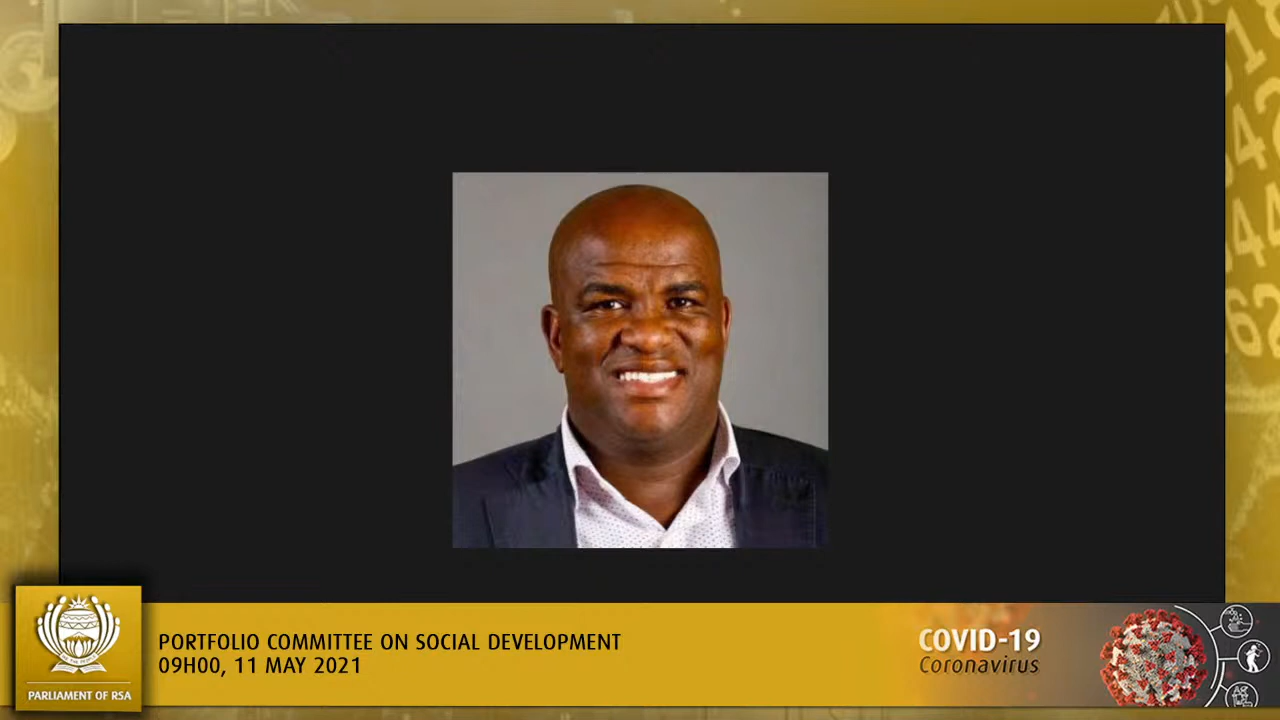 PORTFOLIO COMMITTEE ON SOCIAL DEVELOPMENT
09H00, 11 MAY 2021
PARLIAMENT OF RSA
COVID-19
Coronavirus